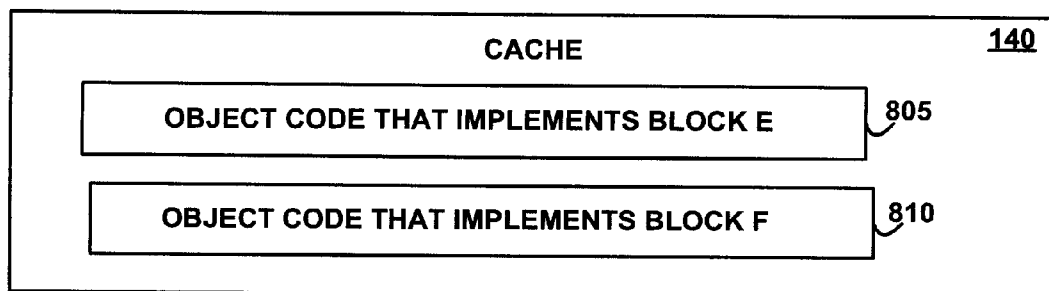 CACHE 140
OBJECT CODE THAT IMPLEMENTS BLOCK E 805
OBJECT CODE THAT IMPLEMENTS BLOCK F 810